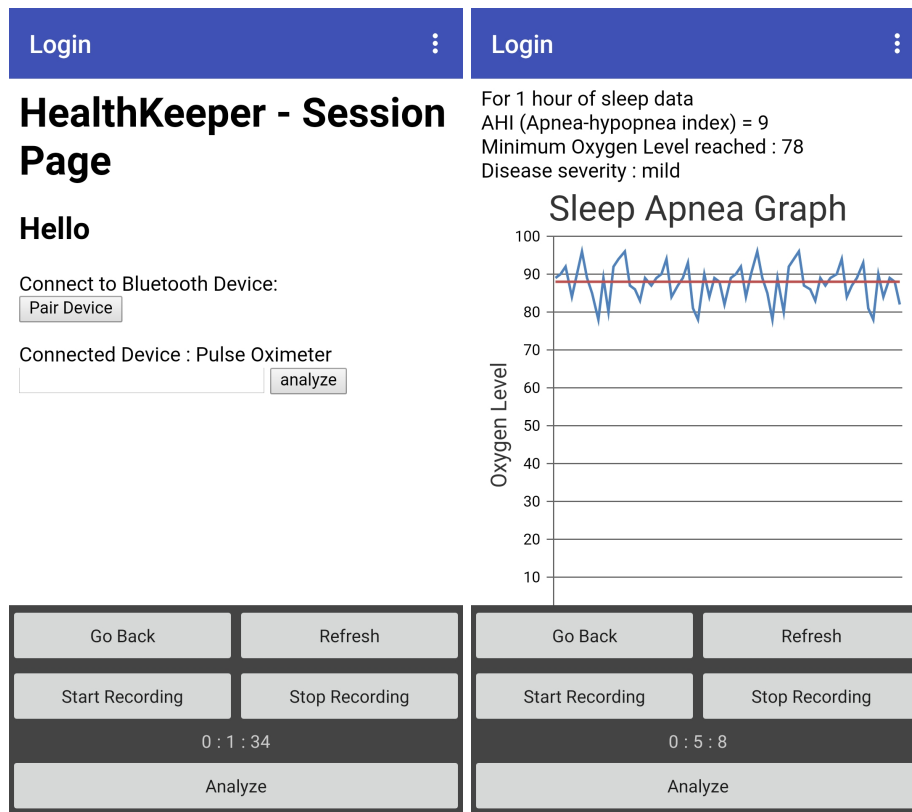 Login
HealthKeeper - Session
Page
Hello
Connect to Bluetooth Device:
Pair Device
Connected Device : Pulse Oximeter
analyze
Go Back
Refresh
Start Recording
Stop Recording
0 : 1 : 34
Analyze
Login
For 1 hour of sleep data
AHI (Apnea-hypopnea index) = 9
Minimum Oxygen Level reached : 78
Disease severity : mild
Sleep Apnea Graph
100
90
80
70
60
50
40
30
20
10
Oxygen Level
Go Back
Refresh
Start Recording
Stop Recording
0 : 5 : 8
Analyze